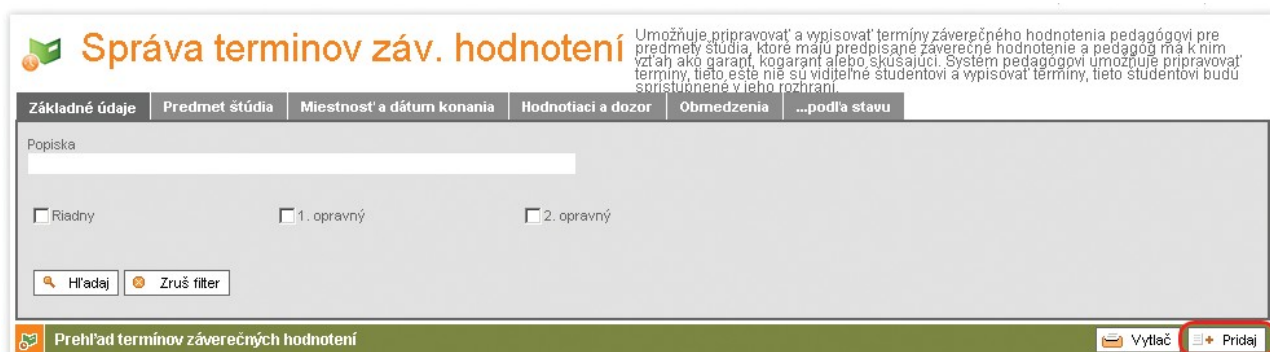 Správa terminov záv. hodnotení
Umožňuje pripravovať a vypisovať termíny záverečného hodnotenia pedagógovi pre
predmety štúdia, ktoré majú predpísané záverečné hodnotenie a pedagóg má k nim
vzťah ako garant, kogarant alebo skúšajúci. Systém pedagógovi umožňuje pripravovať
termíny, tieto ešte nie sú viditeľné študentovi a vypisovať termíny, tieto študentovi budú
sprístupnené v jeho rozhraní.
Základné údaje Predmet štúdia Miestnosť a dátum konania Hodnotiaci a dozor Obmedzenia ...podľa stavu
Popiska
Riadny 1. opravný 2. opravný
Hľadaj Zruš filter
Prehľad termínov záverečných hodnotení Vytlač Pridaj